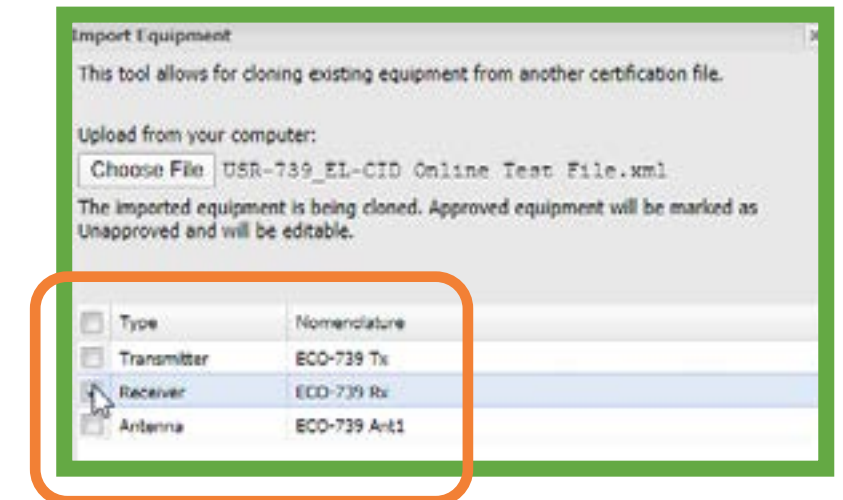 Import Equipment
This tool allows for cloning existing equipment from another certification file.
Upload from your computer:
Choose File USR-739_EL-CID Online Test File.xml
The imported equipment is being cloned. Approved equipment will be marked as
Unapproved and will be editable.
Type Nomenclature
Transmitter ECO-739 Tx
Receiver ECO-739 Rx
Antenna ECO-739 Ant1